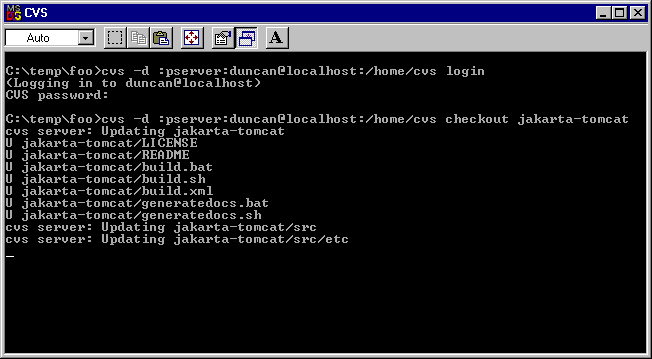 CVS
Auto
A
C:\temp\foo>cvs -d :pserver:duncan@localhost:/home/cvs login
(Logging in to duncan@localhost)
CVS password:
C:\temp\foo>cvs -d :pserver:duncan@localhost:/home/cvs checkout jakarta-tomcat
cvs server: Updating jakarta-tomcat
U jakarta-tomcat/LICENSE
U jakarta-tomcat/README
U jakarta-tomcat/build.bat
U jakarta-tomcat/build.sh
U jakarta-tomcat/build.xml
U jakarta-tomcat/generatedocs.bat
U jakarta-tomcat/generatedocs.sh
cvs server: Updating jakarta-tomcat/src
cvs server: Updating jakarta-tomcat/src/etc
_